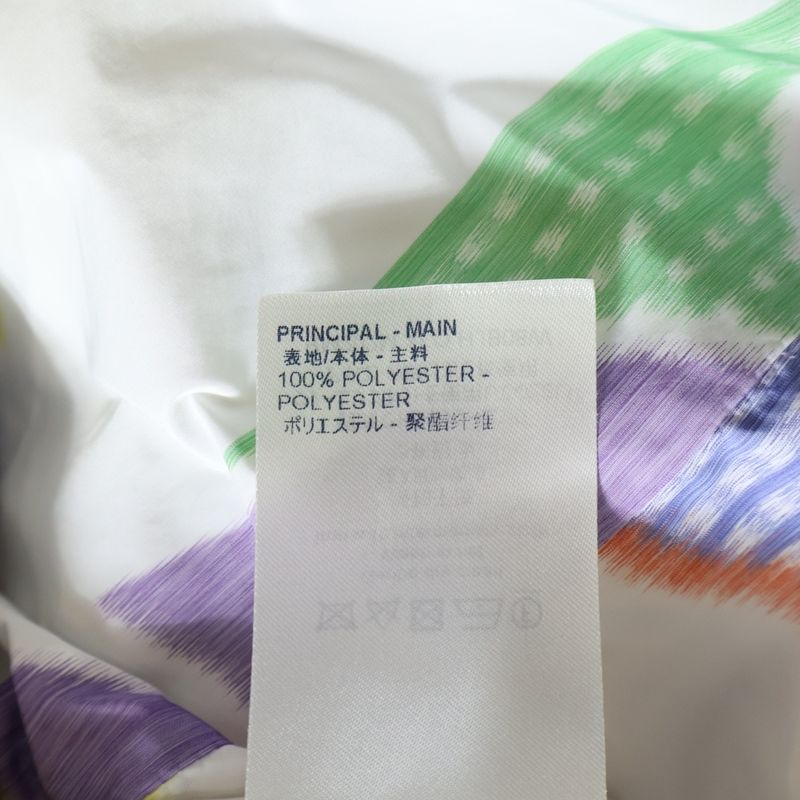 PRINCIPAL - MAIN
表地/本体 - 主料
100% POLYESTER -
POLYESTER
ポリエステル - 聚酯纤维